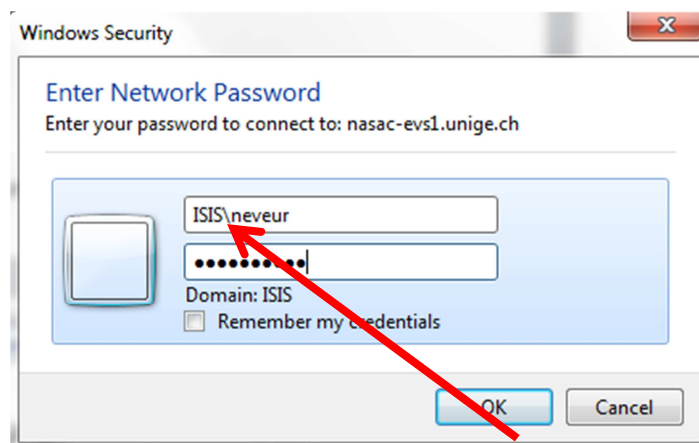 Windows Security
Enter Network Password
Enter your password to connect to: nasac-evs1.unige.ch
ISIS\neveur
●●●●●●●●●●
Domain: ISIS
Remember my credentials
OK
Cancel